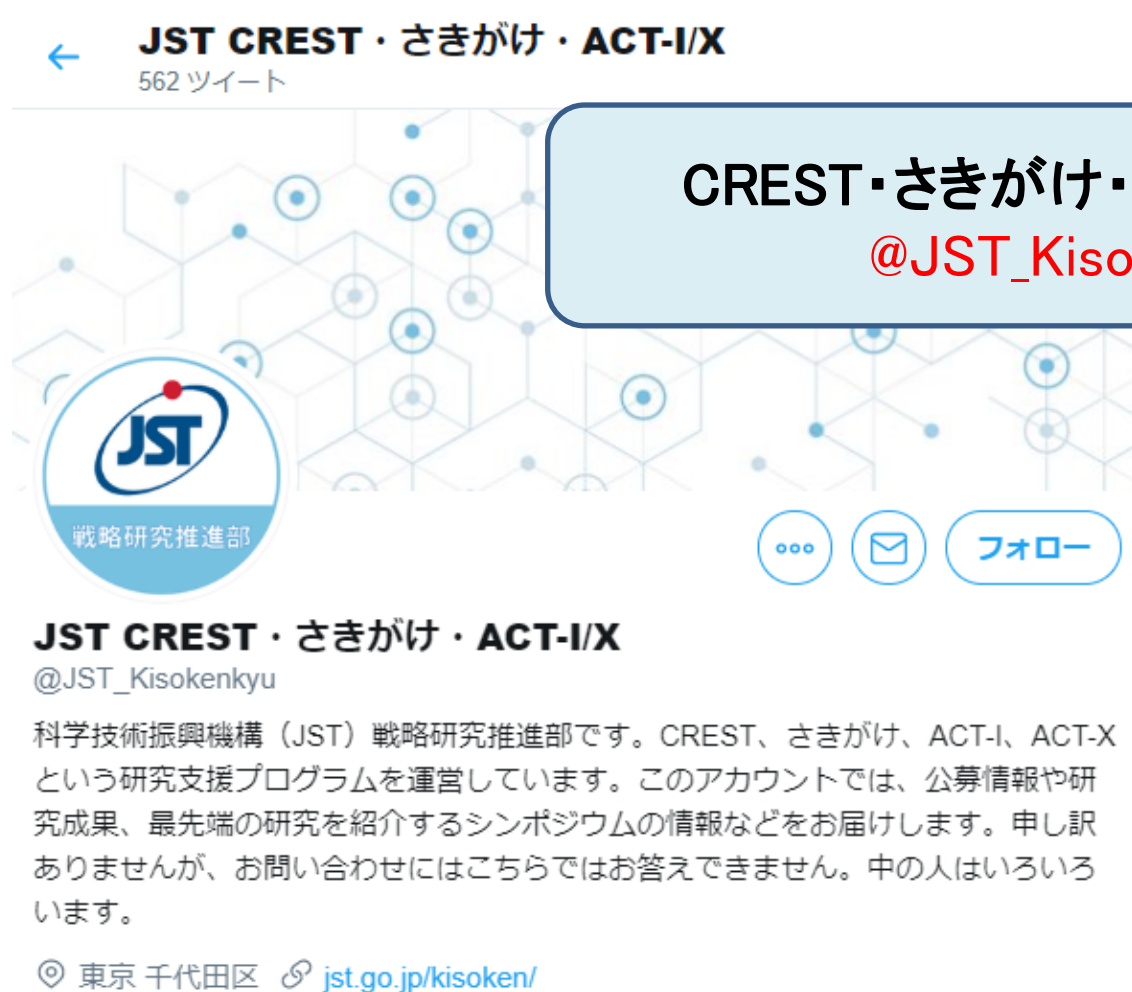 JST CREST・さきがけ・ACT-I/X
562 ツイート
CREST・さきがけ・
@JST_Kiso
JST
戦略研究推進部
フォロー
JST CREST・さきがけ・ACT-I/X
@JST_Kisokenkyu
科学技術振興機構（JST）戦略研究推進部です。CREST、さきがけ、ACT-I、ACT-X
という研究支援プログラムを運営しています。このアカウントでは、公募情報や研
究成果、最先端の研究を紹介するシンポジウムの情報などをお届けします。申し訳
ありませんが、お問い合わせにはこちらではお答えできません。中の人はいろいろ
います。
東京 千代田区 jst.go.jp/kisoken/